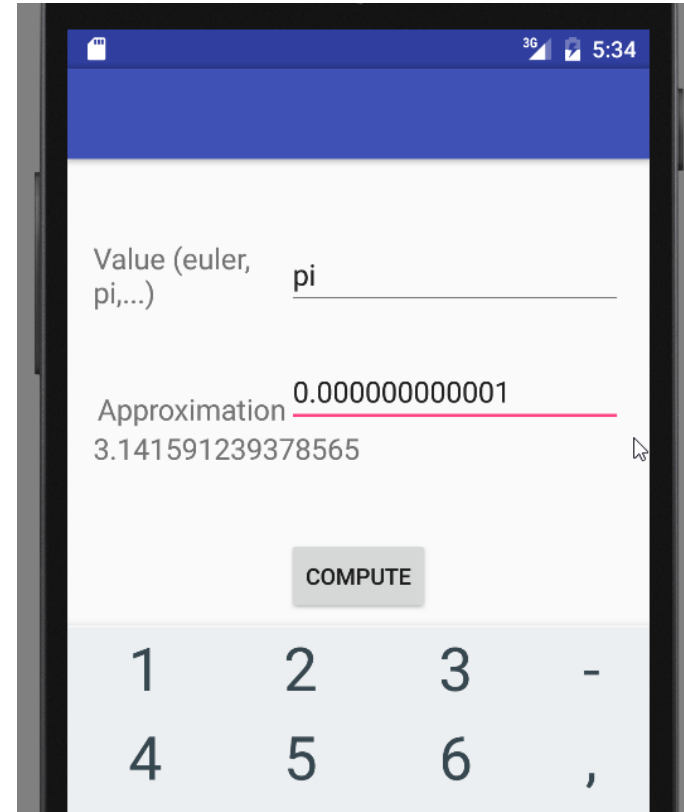 3G 5:34
Value (euler,
pi,...)
pi
0.000000000001
Approximation
3.141591239378565
COMPUTE
1 2 3 -
4 5 6 ,